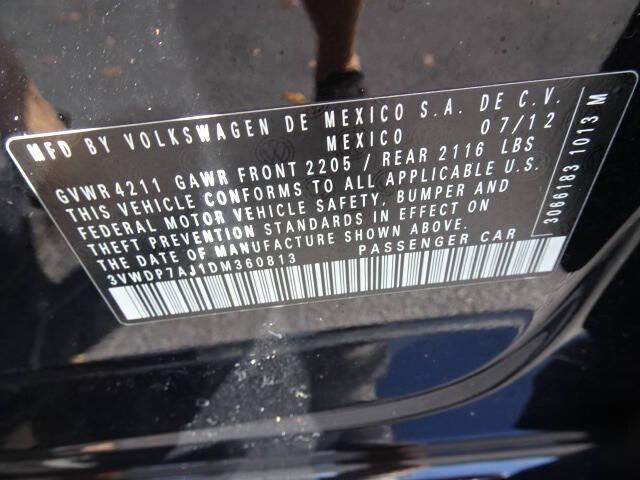 MFD BY VOLKSWAGEN DE MEXICO S.A. DE C.V.
MEXICO 07/12
GVWR 4211 GAWR FRONT 2205 / REAR 2116 LBS
THIS VEHICLE CONFORMS TO ALL APPLICABLE U.S.
FEDERAL MOTOR VEHICLE SAFETY, BUMPER AND
THEFT PREVENTION STANDARDS IN EFFECT ON
THE DATE OF MANUFACTURE SHOWN ABOVE.
3VWDP7AJ1DM360813 PASSENGER CAR
3066183 1013 M